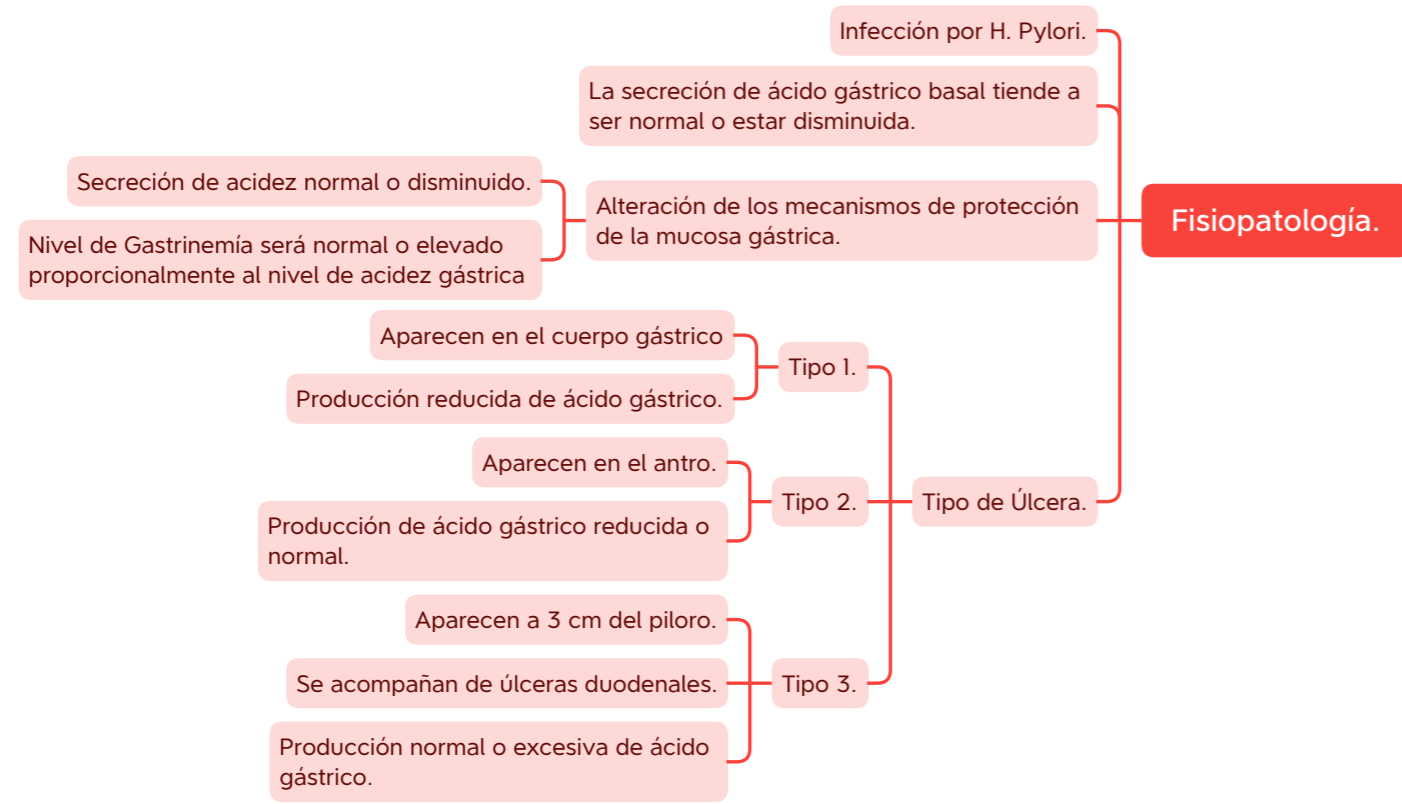 Fisiopatología.
Infección por H. Pylori.
La secreción de ácido gástrico basal tiende a
ser normal o estar disminuida.
Alteración de los mecanismos de protección
de la mucosa gástrica.
Secreción de acidez normal o disminuido.
Nivel de Gastrinemía será normal o elevado
proporcionalmente al nivel de acidez gástrica
Tipo de Úlcera.
Tipo 1.
Aparecen en el cuerpo gástrico
Producción reducida de ácido gástrico.
Tipo 2.
Aparecen en el antro.
Producción de ácido gástrico reducida o
normal.
Tipo 3.
Aparecen a 3 cm del piloro.
Se acompañan de úlceras duodenales.
Producción normal o excesiva de ácido
gástrico.